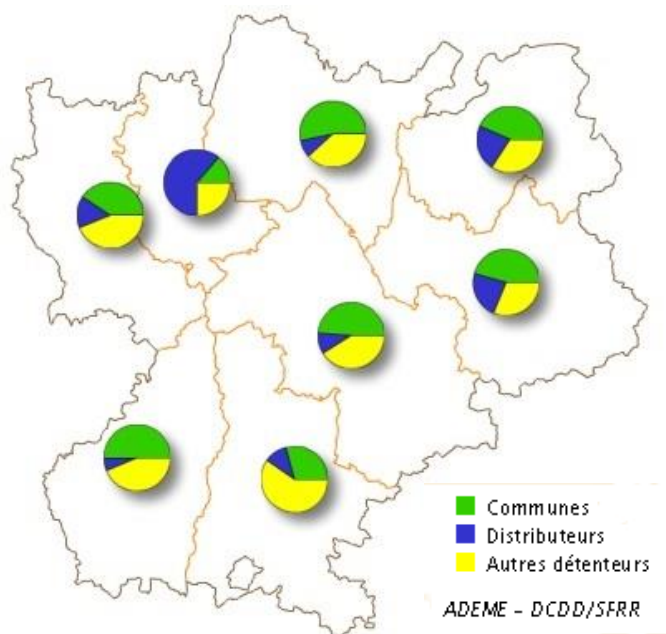 Communes
Distributeurs
Autres détenteurs
ADEME - DCDD/SFRR